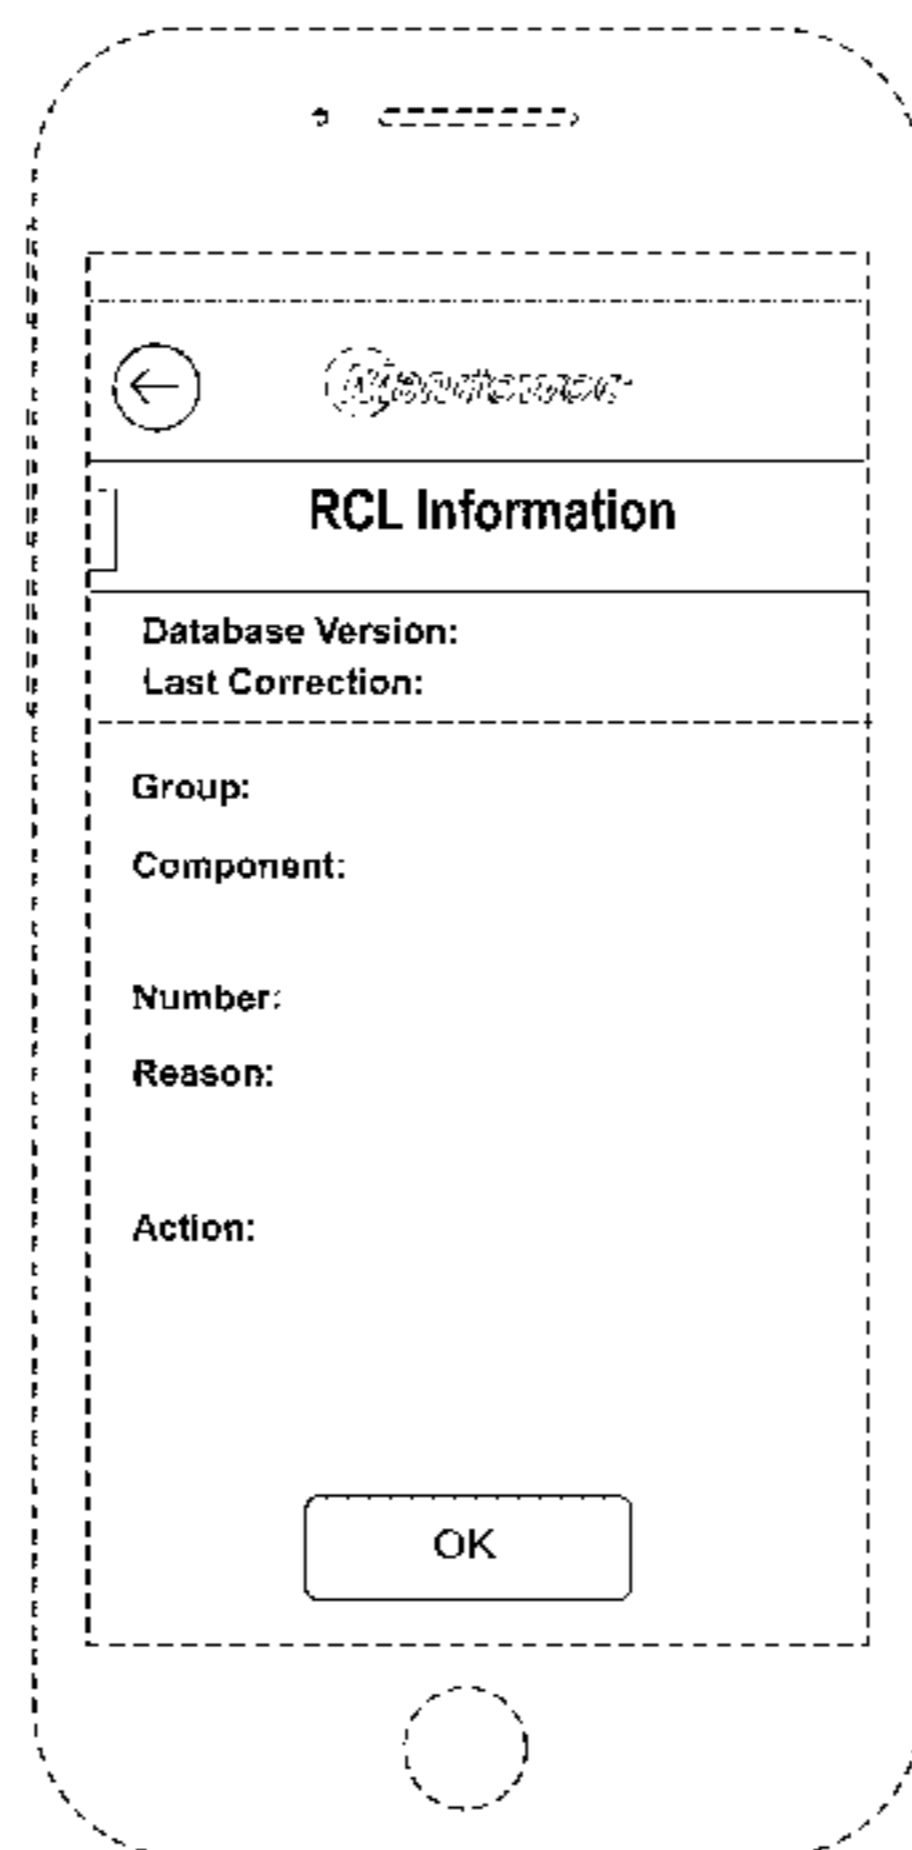 RCL Information
Database Version:
Last Correction:
Group:
Component:
Number:
Reason:
Action:
OK